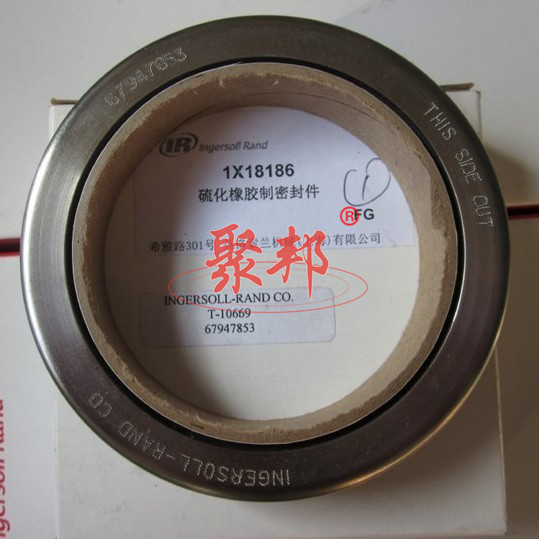 67947853
THIS SIDE OUT
IR Ingersoll Rand
1X18186
硫化橡胶制密封件
1
RFG
希雅路301号
有限公司
聚邦
INGERSOLL-RAND CO.
T-10669
67947853
INGERSOLL-RAND CO
Ingersoll Rand